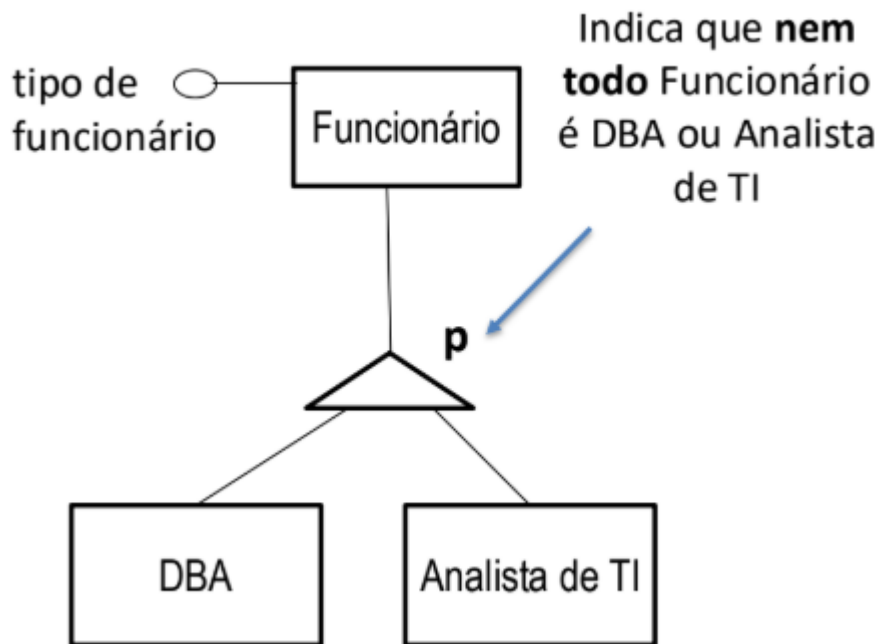 tipo de
funcionário
Funcionário
Indica que nem
todo Funcionário
é DBA ou Analista
de TI
p
DBA
Analista de TI